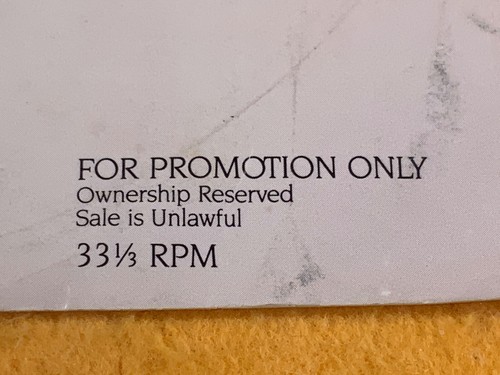 FOR PROMOTION ONLY
Ownership Reserved
Sale is Unlawful
33⅓ RPM